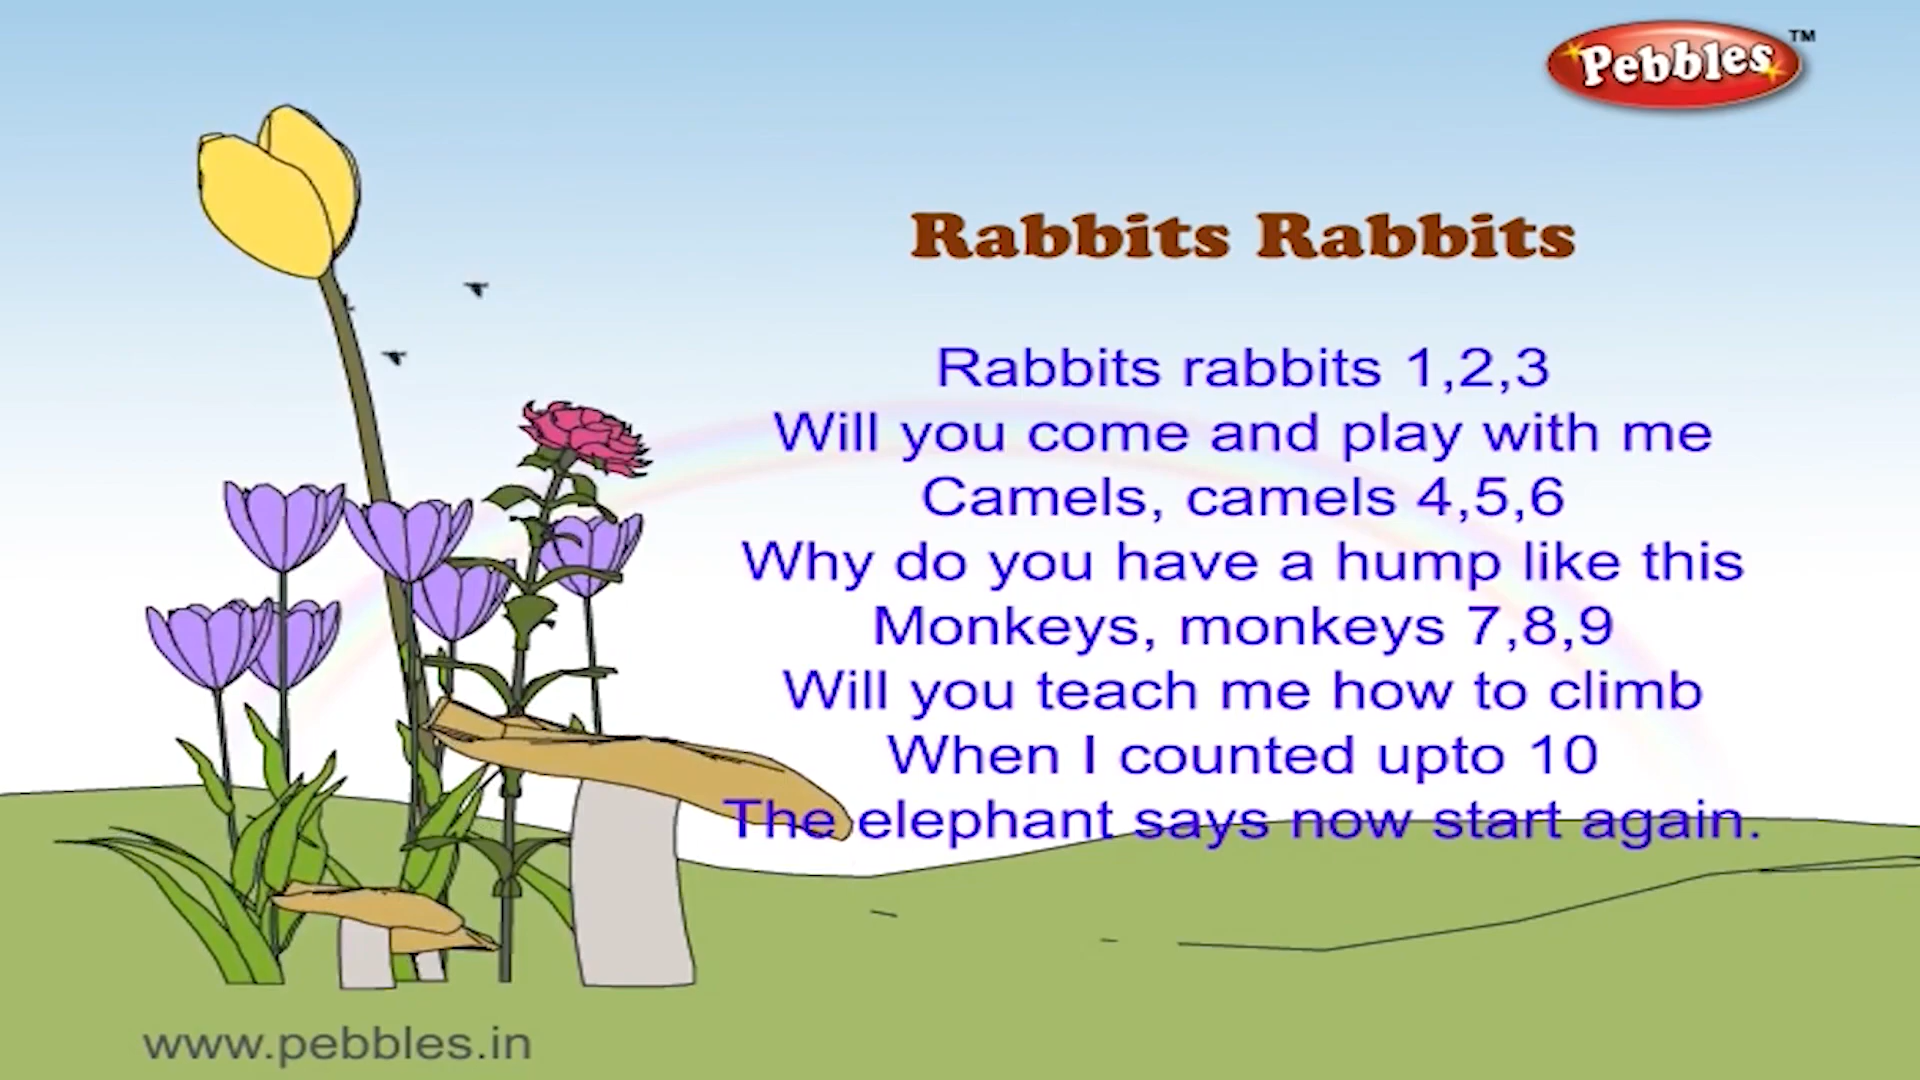 Pebbles TM
Rabbits Rabbits
Rabbits rabbits 1,2,3
Will you come and play with me
Camels, camels 4,5,6
Why do you have a hump like this
Monkeys, monkeys 7,8,9
Will you teach me how to climb
When I counted upto 10
The elephant says now start again.
www.pebbles.in